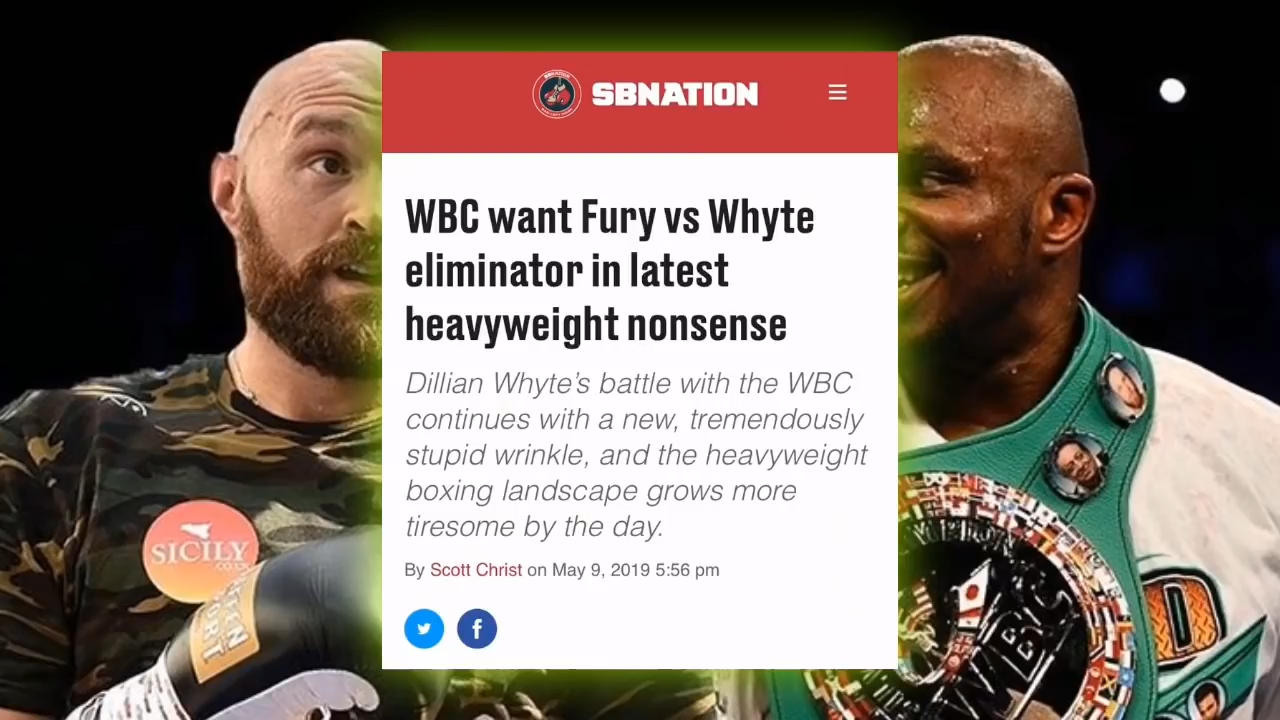 SBNATION
WBC want Fury vs Whyte
eliminator in latest
heavyweight nonsense
Dillian Whyte's battle with the WBC
continues with a new, tremendously
stupid wrinkle, and the heavyweight
boxing landscape grows more
tiresome by the day.
By Scott Christ on May 9, 2019 5:56 pm
SICILY
WBC